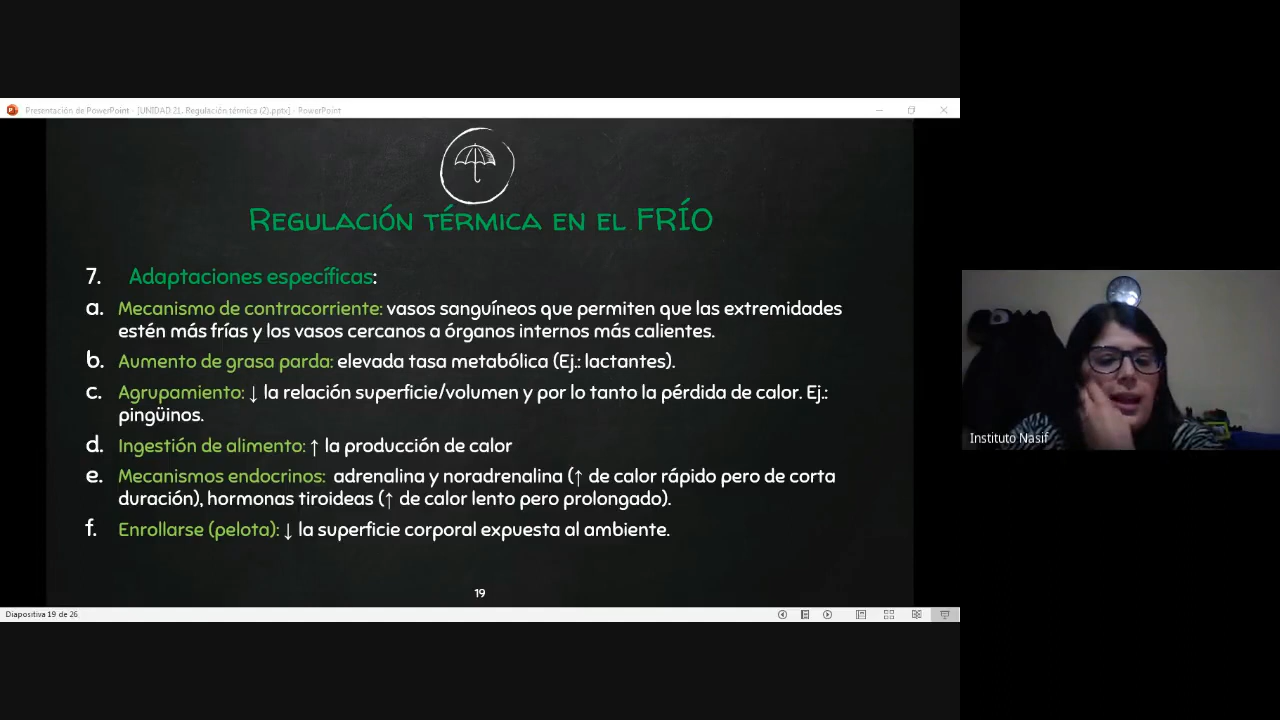 Presentación de PowerPoint - [UNIDAD 21. Regulación térmica (2).pptx] - PowerPoint
REGULACIÓN TÉRMICA EN EL FRÍO
7. Adaptaciones específicas:
a. Mecanismo de contracorriente: vasos sanguíneos que permiten que las extremidades
estén más frías y los vasos cercanos a órganos internos más calientes.
b. Aumento de grasa parda: elevada tasa metabólica (Ej.: lactantes).
c. Agrupamiento: ↓ la relación superficie/volumen y por lo tanto la pérdida de calor. Ej.:
pingüinos.
d. Ingestión de alimento: ↑ la producción de calor
e. Mecanismos endocrinos: adrenalina y noradrenalina (↑ de calor rápido pero de corta
duración), hormonas tiroideas (↑ de calor lento pero prolongado).
f. Enrollarse (pelota): ↓ la superficie corporal expuesta al ambiente.
19
Diapositiva 19 de 26
Instituto Nasif